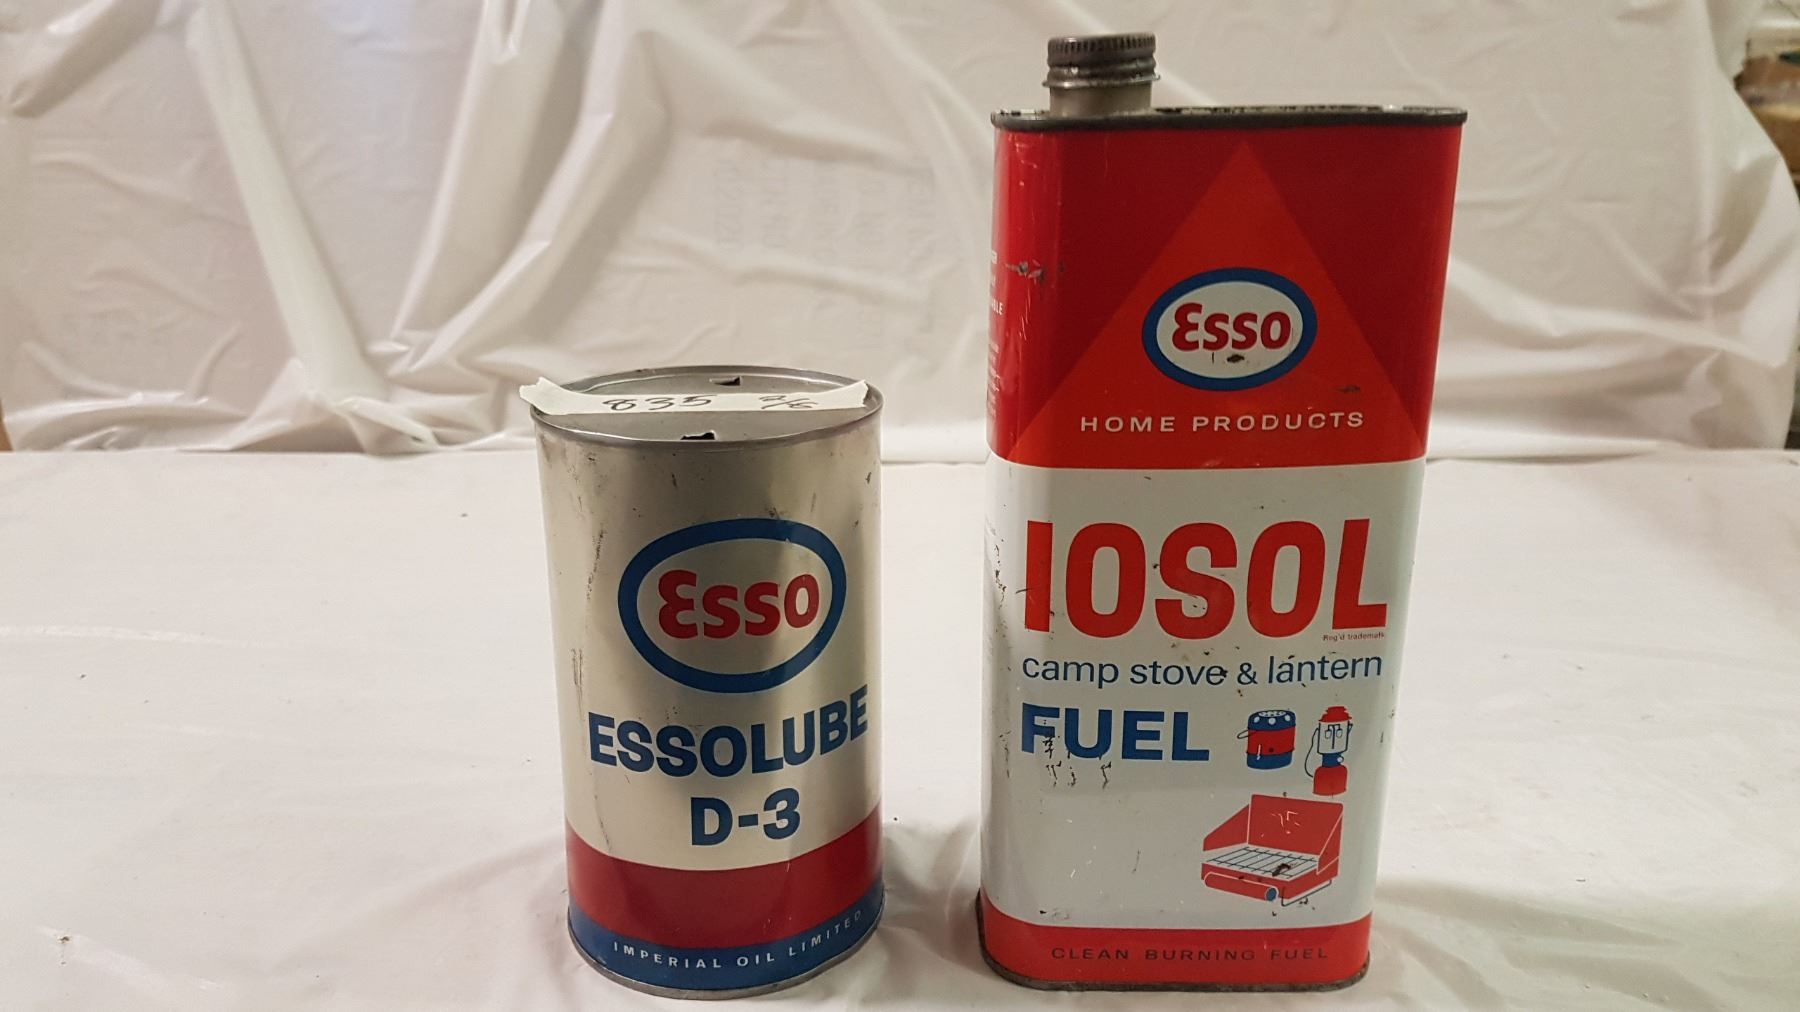 835
Esso
ESSOLUBE
D-3
IMPERIAL OIL LIMITED
Esso
HOME PRODUCTS
IOSOL
Reg'd trademark
camp stove & lantern
FUEL
CLEAN BURNING FUEL